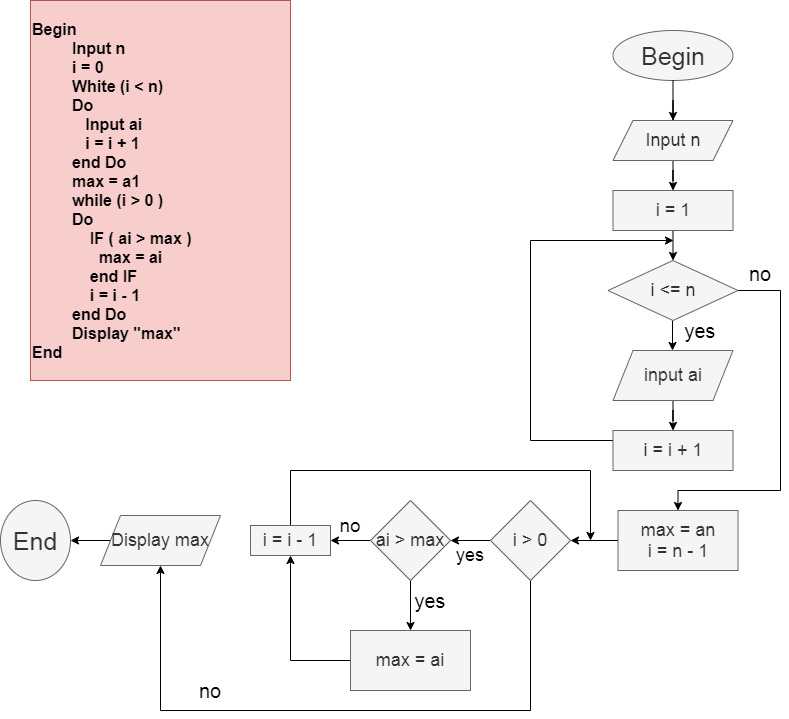 Begin
Input n
i = 0
White (i < n)
Do
Input ai
i = i + 1
end Do
max = a1
while (i > 0 )
Do
IF ( ai > max )
max = ai
end IF
i = i - 1
end Do
Display "max"
End
Begin
Input n
i = 1
i <= n
no
yes
input ai
i = i + 1
max = an
i = n - 1
i > 0
yes
ai > max
no
i = i - 1
yes
max = ai
no
Display max
End